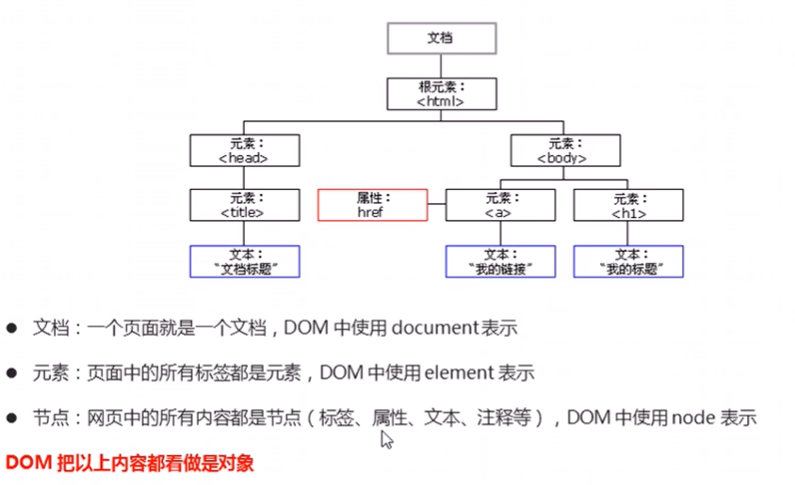 文档
根元素：
<html>
元素：
<head>
元素：
<body>
元素：
<title>
属性：
href
元素：
<a>
元素：
<h1>
文本：
“文档标题”
文本：
“我的链接”
文本：
“我的标题”
● 文档：一个页面就是一个文档，DOM 中使用 document 表示
● 元素：页面中的所有标签都是元素，DOM 中使用 element 表示
● 节点：网页中的所有内容都是节点（标签、属性、文本、注释等），DOM 中使用 node 表示
DOM 把以上内容都看做是对象